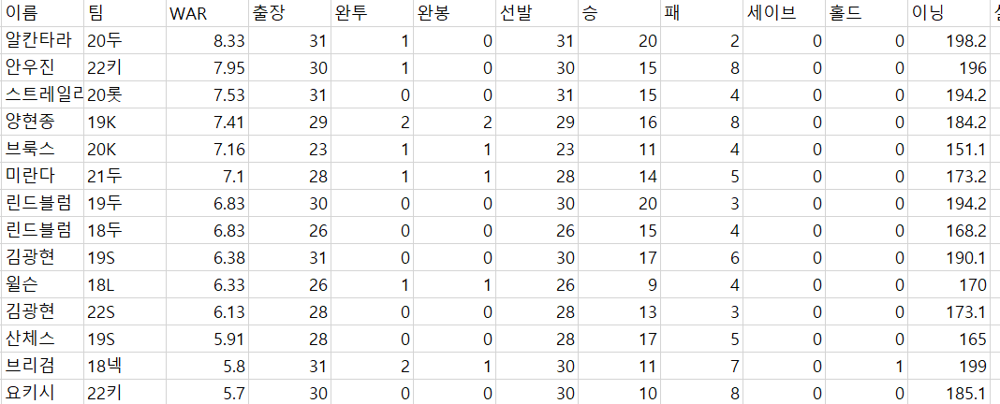 이름 팀 WAR 출장 완투 완봉 선발 승 패 세이브 홀드 이닝
알칸타라 20두 8.33 31 1 0 31 20 2 0 0 198.2
안우진 22키 7.95 30 1 0 30 15 8 0 0 196
스트레일리 20롯 7.53 31 0 0 31 15 4 0 0 194.2
양현종 19K 7.41 29 2 2 29 16 8 0 0 184.2
브룩스 20K 7.16 23 1 1 23 11 4 0 0 151.1
미란다 21두 7.1 28 1 1 28 14 5 0 0 173.2
린드블럼 19두 6.83 30 0 0 30 20 3 0 0 194.2
린드블럼 18두 6.83 26 0 0 26 15 4 0 0 168.2
김광현 19S 6.38 31 0 0 30 17 6 0 0 190.1
윌슨 18L 6.33 26 1 1 26 9 4 0 0 170
김광현 22S 6.13 28 0 0 28 13 3 0 0 173.1
산체스 19S 5.91 28 0 0 28 17 5 0 0 165
브리검 18넥 5.8 31 2 1 30 11 7 0 1 199
요키시 22키 5.7 30 0 0 30 10 8 0 0 185.1